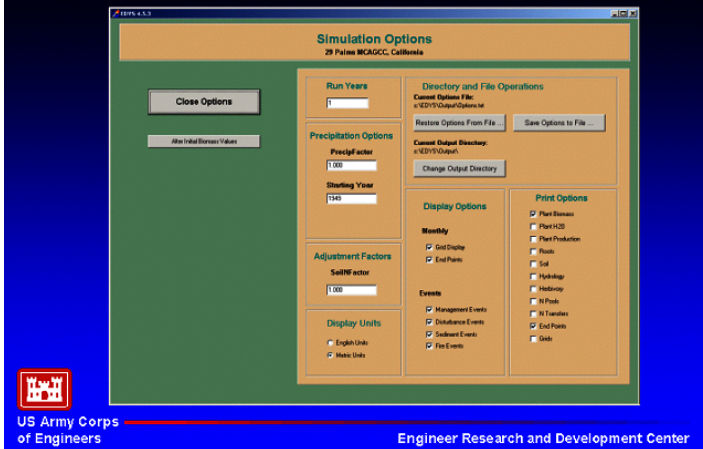 EDYS 4.5.3
Simulation Options
29 Palms MCAGCC, California
Close Options
Alter Initial Biomass Values
Run Years
1
Precipitation Options
PrecipFactor
1.000
Starting Year
1949
Adjustment Factors
SoilNFactor
1.000
Display Units
English Units
Metric Units
Directory and File Operations
Current Options File:
c:\EDYS\Output\Options.txt
Restore Options From File ...
Save Options to File ...
Current Output Directory:
c:\EDYS\Output\
Change Output Directory
Display Options
Monthly
Grid Display
End Points
Events
Management Events
Disturbance Events
Sediment Events
Fire Events
Print Options
Plant Biomass
Plant H2O
Plant Production
Roots
Soil
Hydrology
Herbivory
N Pools
N Transfers
End Points
Grids
US Army Corps
of Engineers
Engineer Research and Development Center